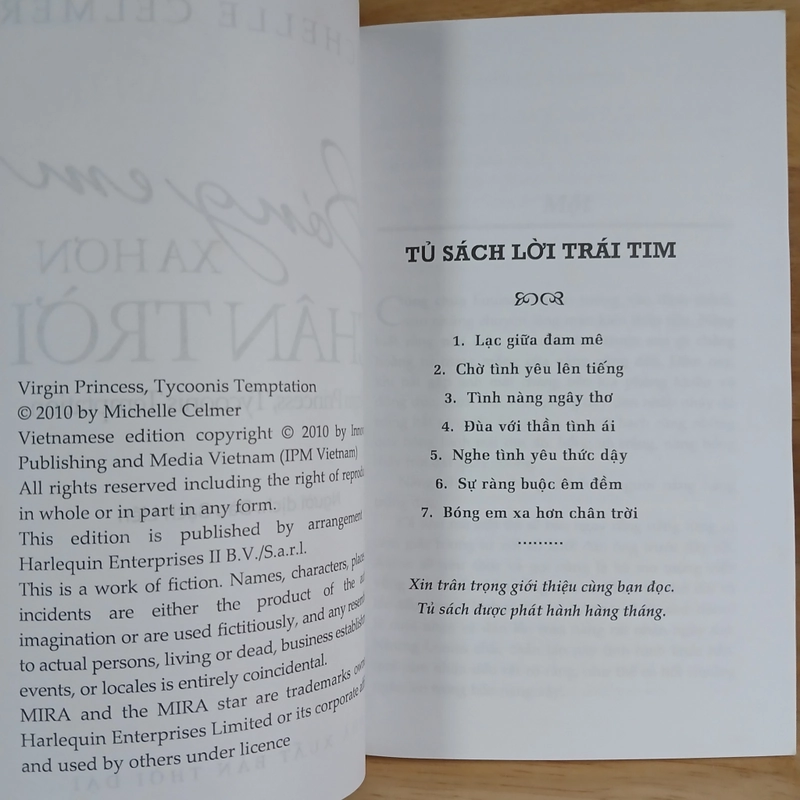 Virgin Princess, Tycoonis Temptation
© 2010 by Michelle Celmer
Vietnamese edition copyright © 2010 by
Publishing and Media Vietnam (IPM Vietnam)
All rights reserved including the right of
in whole or in part in any form.
This edition is published by arrangement
Harlequin Enterprises II B.V./S.a.r.l.
This is a work of fiction. Names, characters,
incidents are either the product of the
imagination or are used fictitiously, and any
to actual persons, living or dead, business
events, or locales is entirely coincidental.
MIRA and the MIRA star are trademarks
Harlequin Enterprises Limited or its corporate
and used by others under licence
TỦ SÁCH LỜI TRÁI TIM
1. Lạc giữa đam mê
2. Chờ tình yêu lên tiếng
3. Tình nàng ngây thơ
4. Đùa với thần tình ái
5. Nghe tình yêu thức dậy
6. Sự ràng buộc êm đềm
7. Bóng em xa hơn chân trời
.........
Xin trân trọng giới thiệu cùng bạn đọc.
Tủ sách được phát hành hàng tháng.